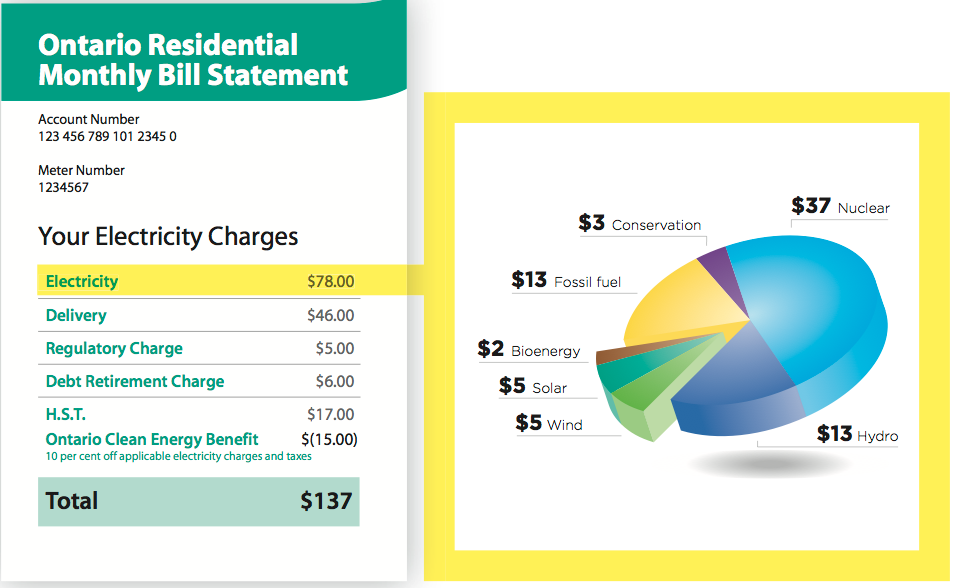 Ontario Residential
Monthly Bill Statement
Account Number
123 456 789 101 2345 0
Meter Number
1234567
Your Electricity Charges
Electricity $78.00
Delivery $46.00
Regulatory Charge $5.00
Debt Retirement Charge $6.00
H.S.T. $17.00
Ontario Clean Energy Benefit $(15.00)
10 per cent off applicable electricity charges and taxes
Total $137
$37 Nuclear
$3 Conservation
$13 Fossil fuel
$2 Bioenergy
$5 Solar
$5 Wind
$13 Hydro